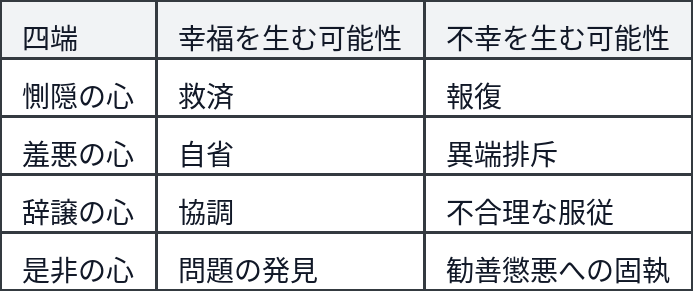 四端 幸福を生む可能性 不幸を生む可能性
惻隠の心 救済 報復
羞悪の心 自省 異端排斥
辞譲の心 協調 不合理な服従
是非の心 問題の発見 勧善懲悪への固執